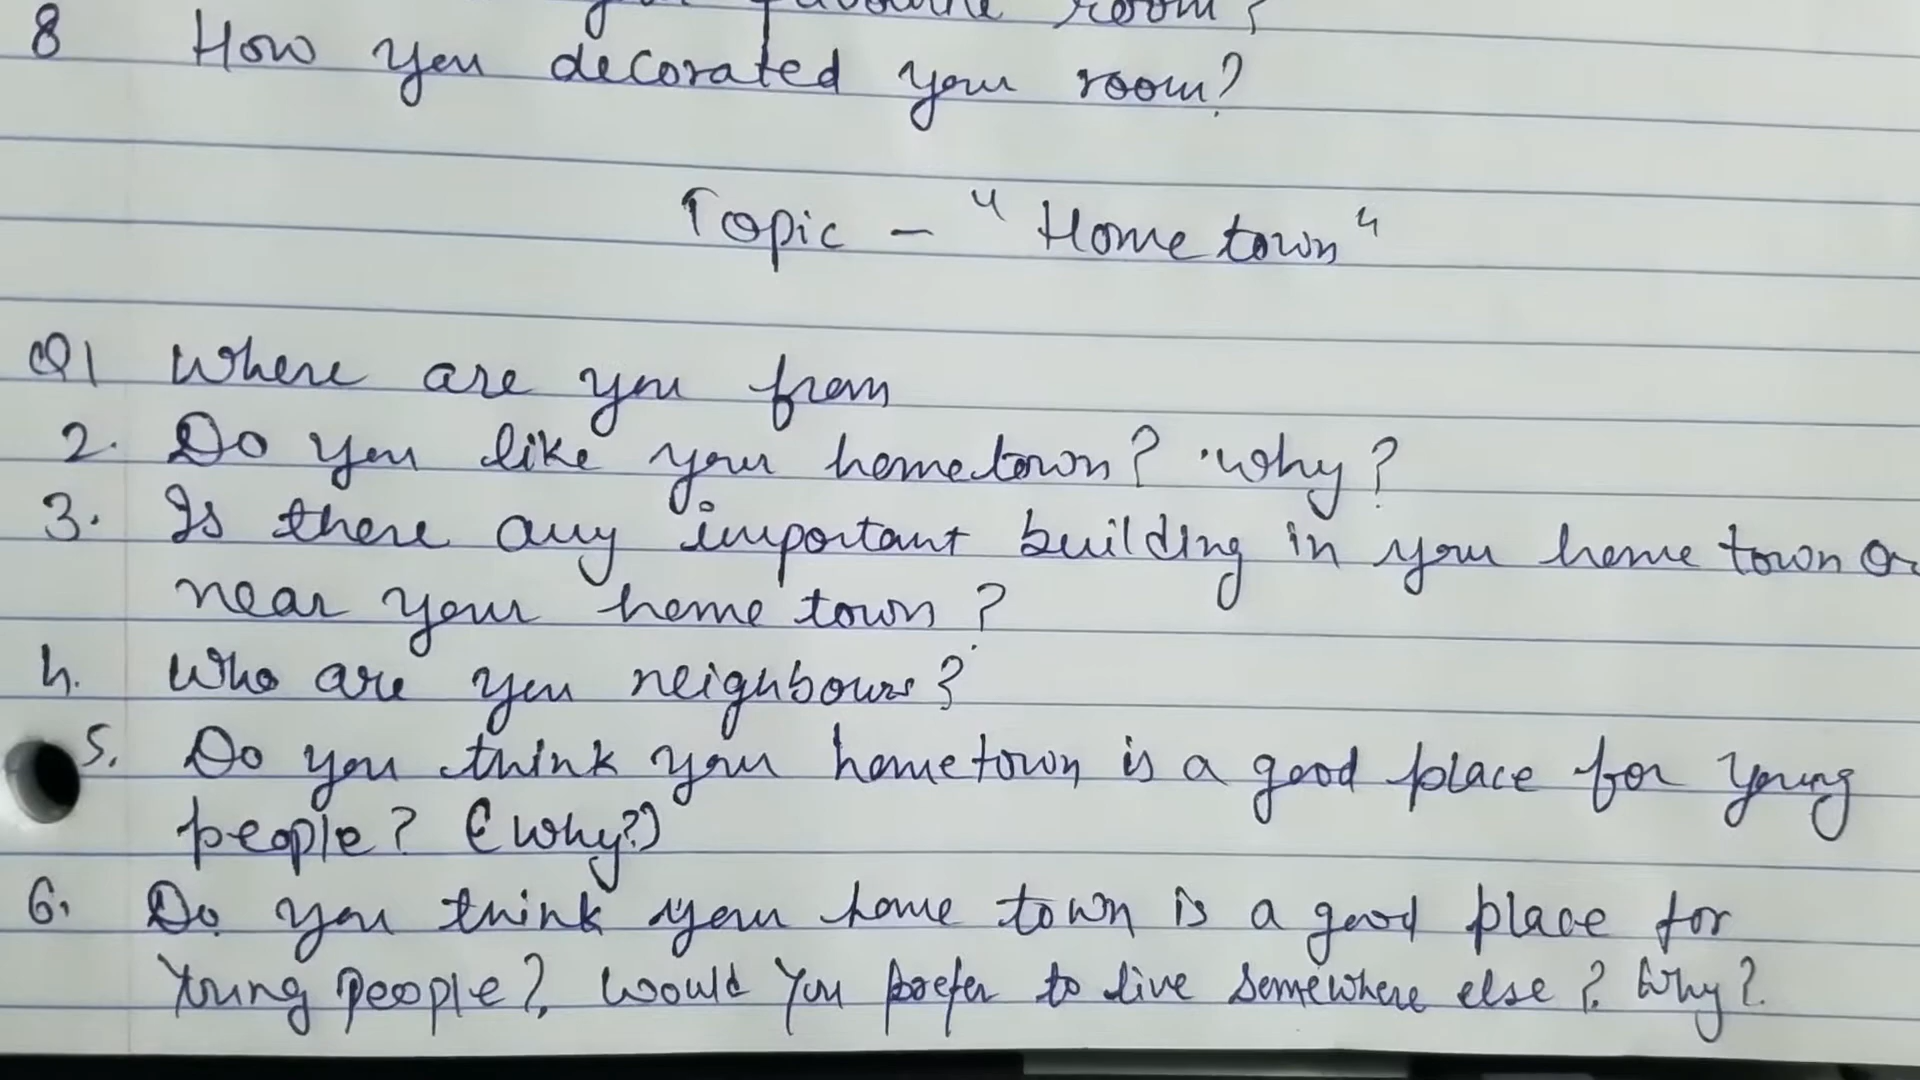 favourite room?
8 How you decorated your room?
Topic - "Home town"
Q1 Where are you from
2. Do you like your hometown? why?
3. Is there any important building in your home town or
near your home town?
4. Who are you neighbours?
5. Do you think your hometown is a good place for young
people? (Why?)
6. Do you think your home town is a good place for
young people?, Would you prefer to live somewhere else? Why?